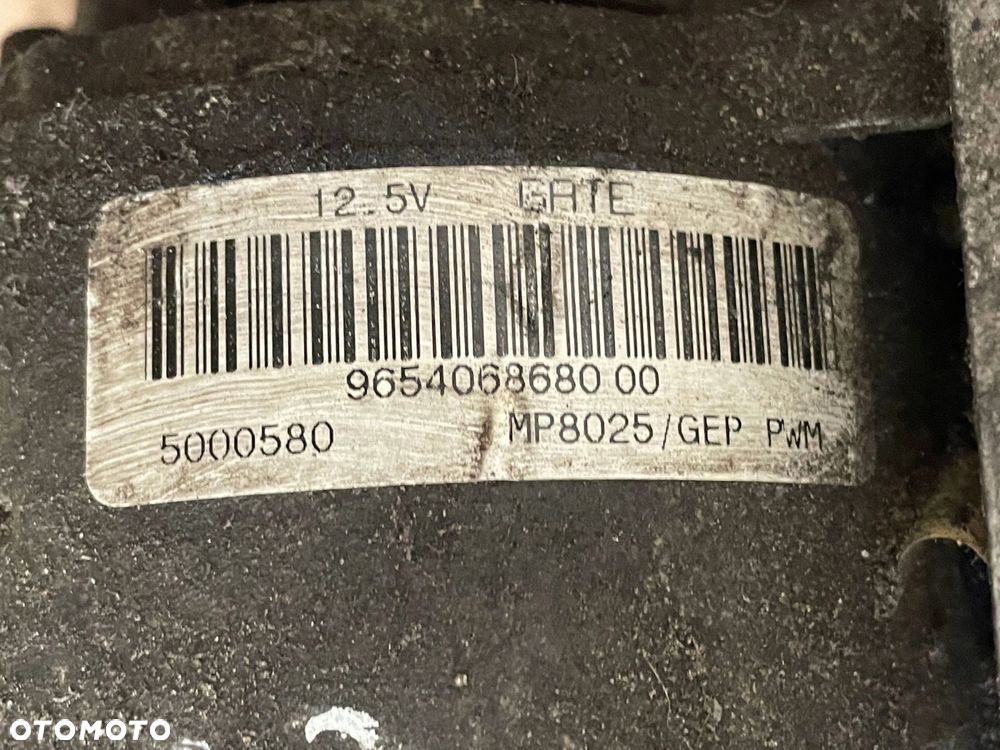 12.5V GATE
9654068680 00
5000580 MP8025/GEP PWM
OTOMOTO